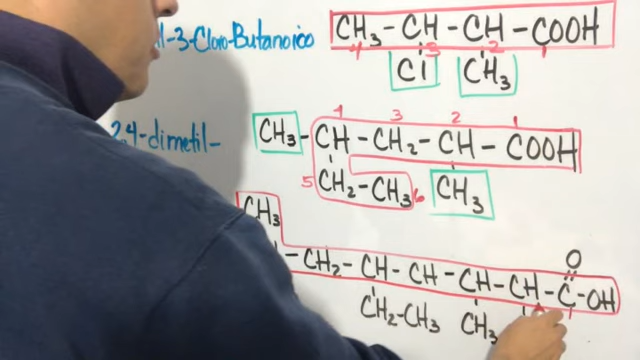 il-3-Cloro-Butanoico
CH₃-CH-CH-COOH
4 3 2 1
Cl CH₃
2,4-dimetil-
4 3 2 1
CH₃-CH-CH₂-CH-COOH
5 CH₂-CH₃ 6 CH₃
CH₃
O
-CH₂-CH-CH-CH-CH-C-OH
CH₂-CH₃ CH₃